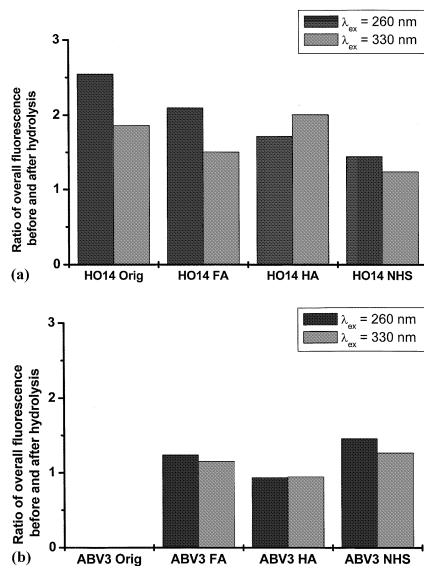 λex = 260 nm
λex = 330 nm
3
2
1
0
Ratio of overall fluorescence
before and after hydrolysis
HO14 Orig HO14 FA HO14 HA HO14 NHS
(a)
λex = 260 nm
λex = 330 nm
3
2
1
0
Ratio of overall fluorescence
before and after hydrolysis
ABV3 Orig ABV3 FA ABV3 HA ABV3 NHS
(b)